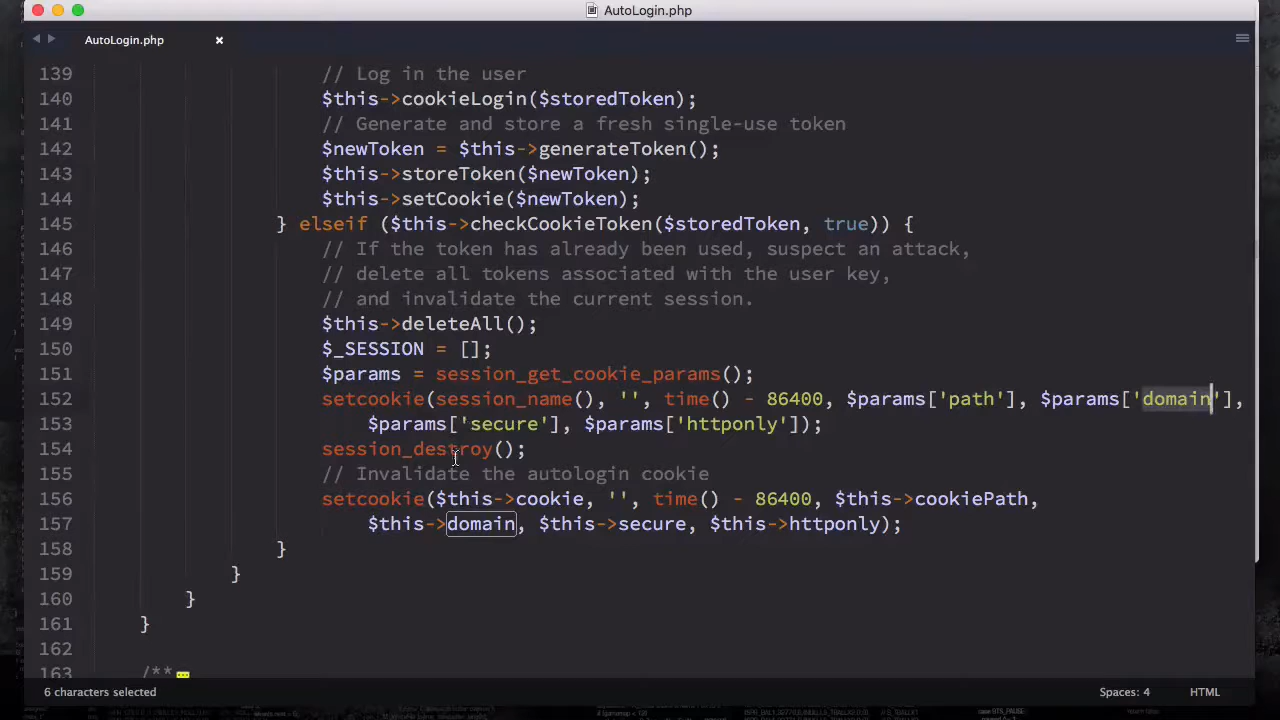 AutoLogin.php
AutoLogin.php ×
139 // Log in the user
140 $this->cookieLogin($storedToken);
141 // Generate and store a fresh single-use token
142 $newToken = $this->generateToken();
143 $this->storeToken($newToken);
144 $this->setCookie($newToken);
145 } elseif ($this->checkCookieToken($storedToken, true)) {
146 // If the token has already been used, suspect an attack,
147 // delete all tokens associated with the user key,
148 // and invalidate the current session.
149 $this->deleteAll();
150 $_SESSION = [];
151 $params = session_get_cookie_params();
152 setcookie(session_name(), '', time() - 86400, $params['path'], $params['domain'],
153 $params['secure'], $params['httponly']);
154 session_destroy();
155 // Invalidate the autologin cookie
156 setcookie($this->cookie, '', time() - 86400, $this->cookiePath,
157 $this->domain, $this->secure, $this->httponly);
158 }
159 }
160 }
161 }
162
163 /**
6 characters selected Spaces: 4 HTML